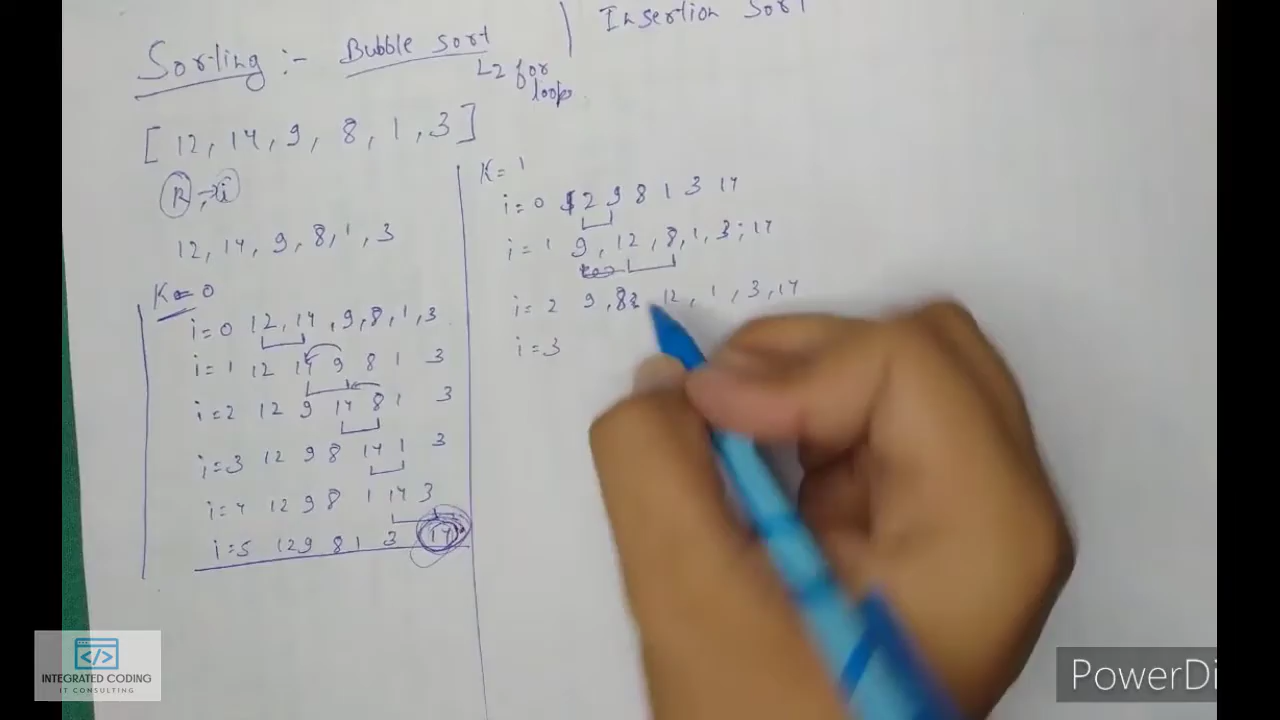 Sorting :- Bubble sort | Insertion Sort
L2 for
loops
[ 12, 14, 9, 8, 1, 3 ]
12, 14, 9, 8, 1, 3
K = 0
i=0 12, 14, 9, 8, 1, 3
i=1 12 14 9 8 1 3
i=2 12 9 14 8 1 3
i=3 12 9 8 14 1 3
i=4 12 9 8 1 14 3
i=5 12 9 8 1 3 14
K = 1
i=0 12 9 8 1 3 14
i=1 9, 12, 8, 1, 3, 14
i=2 9, 8 12, 1, 3, 14
i=3
INTEGRATED CODING
IT CONSULTING
PowerDi